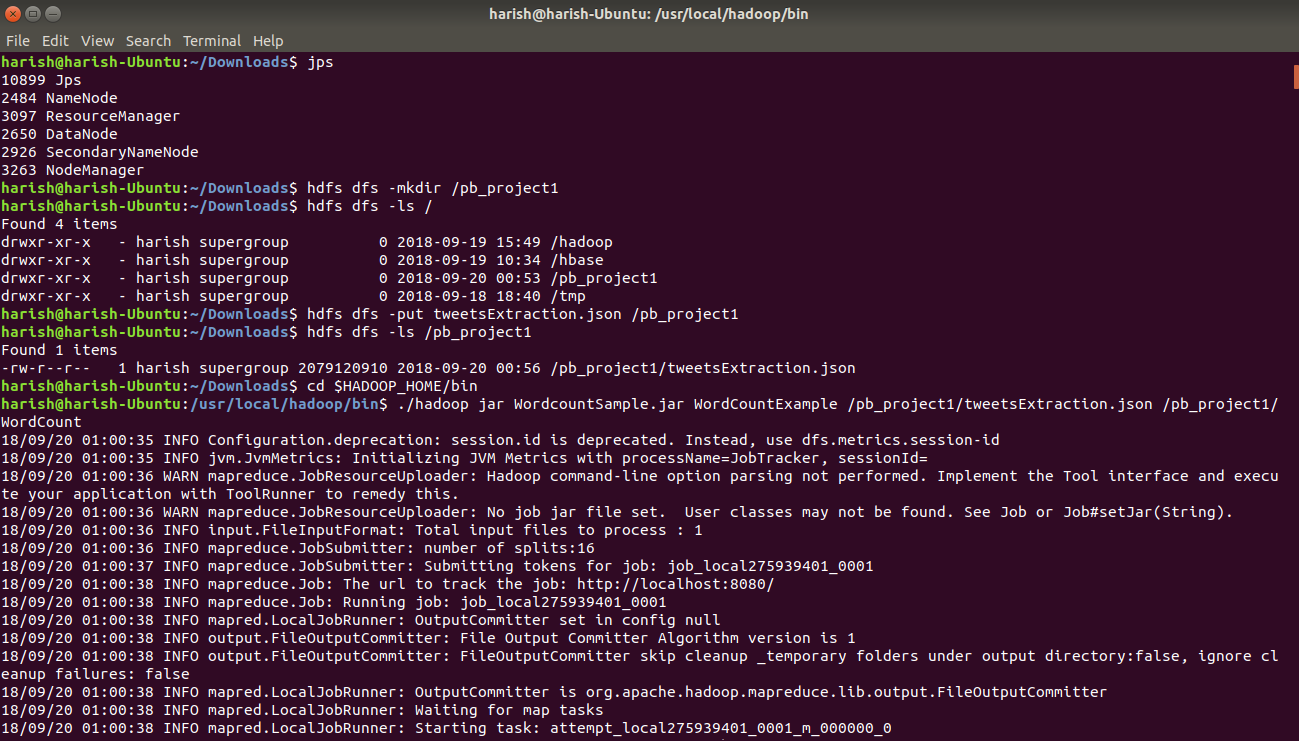 harish@harish-Ubuntu: /usr/local/hadoop/bin
File Edit View Search Terminal Help
harish@harish-Ubuntu:~/Downloads$ jps
10899 Jps
2484 NameNode
3097 ResourceManager
2650 DataNode
2926 SecondaryNameNode
3263 NodeManager
harish@harish-Ubuntu:~/Downloads$ hdfs dfs -mkdir /pb_project1
harish@harish-Ubuntu:~/Downloads$ hdfs dfs -ls /
Found 4 items
drwxr-xr-x   - harish supergroup          0 2018-09-19 15:49 /hadoop
drwxr-xr-x   - harish supergroup          0 2018-09-19 10:34 /hbase
drwxr-xr-x   - harish supergroup          0 2018-09-20 00:53 /pb_project1
drwxr-xr-x   - harish supergroup          0 2018-09-18 18:40 /tmp
harish@harish-Ubuntu:~/Downloads$ hdfs dfs -put tweetsExtraction.json /pb_project1
harish@harish-Ubuntu:~/Downloads$ hdfs dfs -ls /pb_project1
Found 1 items
-rw-r--r--   1 harish supergroup 2079120910 2018-09-20 00:56 /pb_project1/tweetsExtraction.json
harish@harish-Ubuntu:~/Downloads$ cd $HADOOP_HOME/bin
harish@harish-Ubuntu:/usr/local/hadoop/bin$ ./hadoop jar WordcountSample.jar WordCountExample /pb_project1/tweetsExtraction.json /pb_project1/
WordCount
18/09/20 01:00:35 INFO Configuration.deprecation: session.id is deprecated. Instead, use dfs.metrics.session-id
18/09/20 01:00:35 INFO jvm.JvmMetrics: Initializing JVM Metrics with processName=JobTracker, sessionId=
18/09/20 01:00:36 WARN mapreduce.JobResourceUploader: Hadoop command-line option parsing not performed. Implement the Tool interface and execu
te your application with ToolRunner to remedy this.
18/09/20 01:00:36 WARN mapreduce.JobResourceUploader: No job jar file set.  User classes may not be found. See Job or Job#setJar(String).
18/09/20 01:00:36 INFO input.FileInputFormat: Total input files to process : 1
18/09/20 01:00:36 INFO mapreduce.JobSubmitter: number of splits:16
18/09/20 01:00:37 INFO mapreduce.JobSubmitter: Submitting tokens for job: job_local275939401_0001
18/09/20 01:00:38 INFO mapreduce.Job: The url to track the job: http://localhost:8080/
18/09/20 01:00:38 INFO mapreduce.Job: Running job: job_local275939401_0001
18/09/20 01:00:38 INFO mapred.LocalJobRunner: OutputCommitter set in config null
18/09/20 01:00:38 INFO output.FileOutputCommitter: File Output Committer Algorithm version is 1
18/09/20 01:00:38 INFO output.FileOutputCommitter: FileOutputCommitter skip cleanup _temporary folders under output directory:false, ignore cl
eanup failures: false
18/09/20 01:00:38 INFO mapred.LocalJobRunner: OutputCommitter is org.apache.hadoop.mapreduce.lib.output.FileOutputCommitter
18/09/20 01:00:38 INFO mapred.LocalJobRunner: Waiting for map tasks
18/09/20 01:00:38 INFO mapred.LocalJobRunner: Starting task: attempt_local275939401_0001_m_000000_0